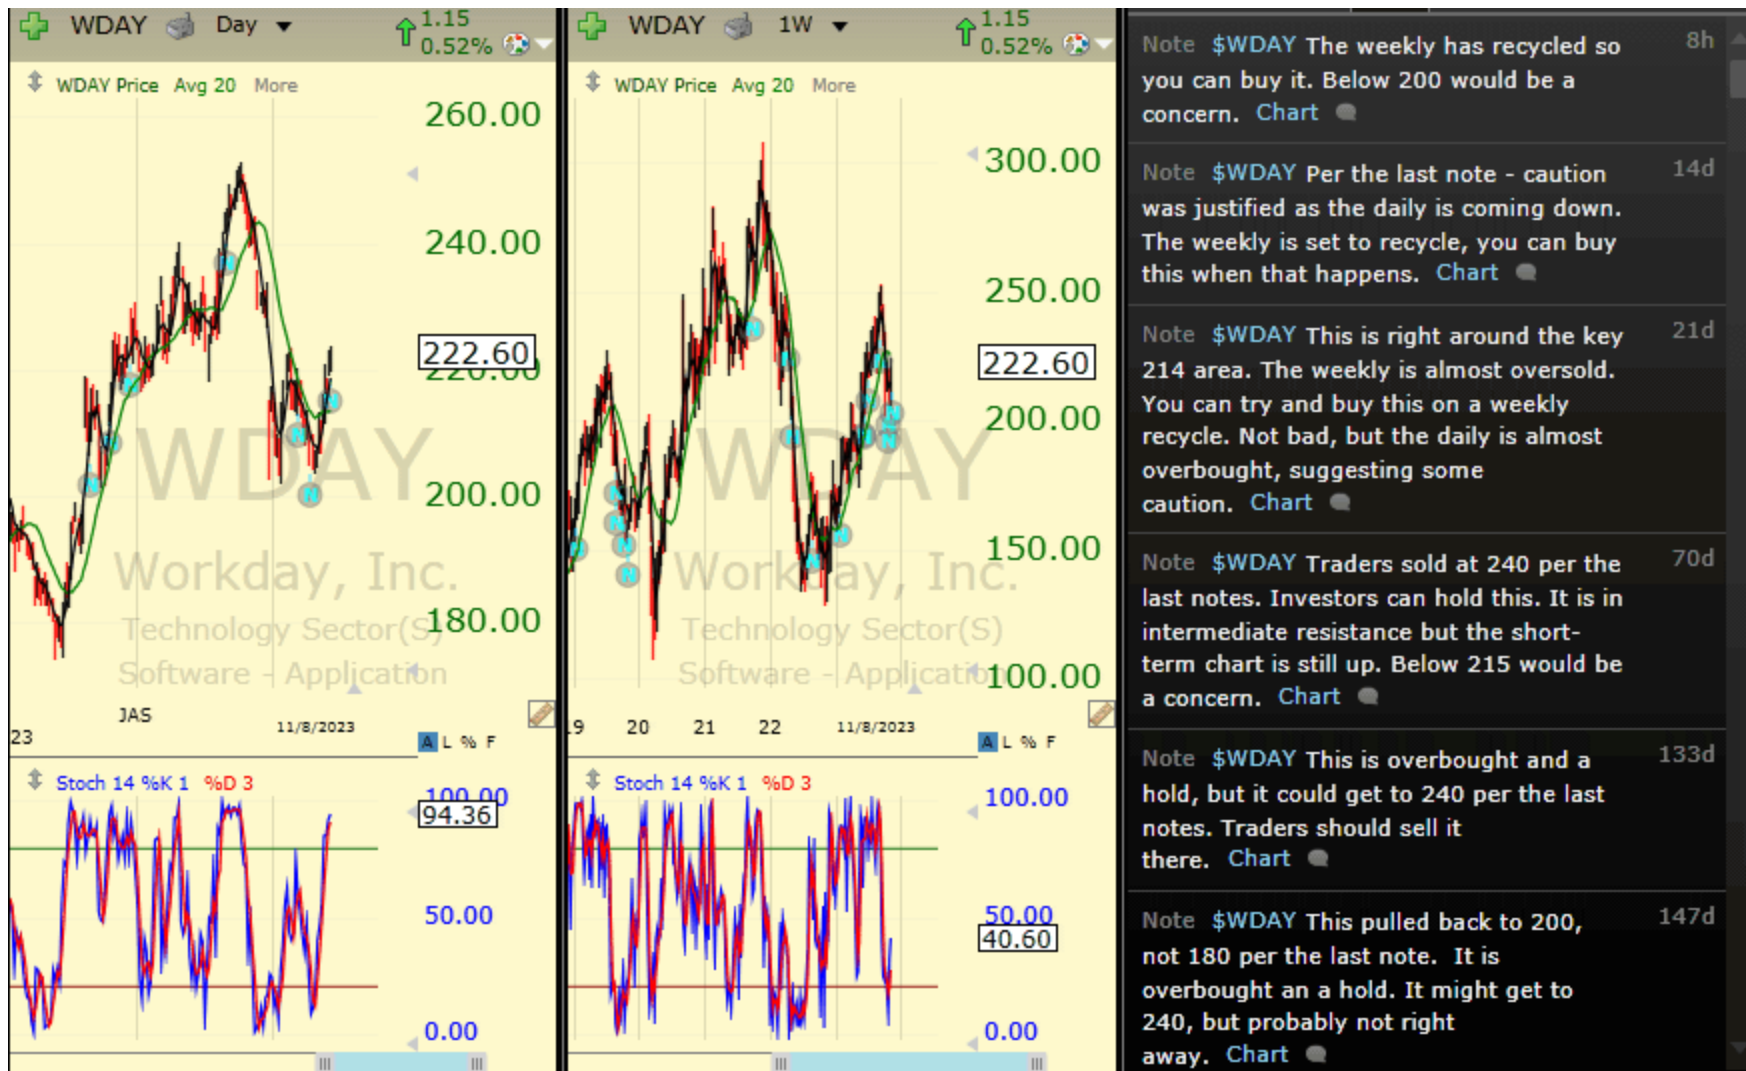 WDAY Day 1.15
0.52%
WDAY Price Avg 20 More
260.00
240.00
222.60
220.00
200.00
180.00
WDAY
Workday, Inc.
Technology Sector(S)
Software - Application
N
N
N
N
N
N
N
23 JAS 11/8/2023
A L % F
Stoch 14 %K 1 %D 3
100.00
94.36
50.00
0.00
WDAY 1W 1.15
0.52%
WDAY Price Avg 20 More
300.00
250.00
222.60
200.00
150.00
100.00
WDAY
Workday, Inc.
Technology Sector(S)
Software - Application
19 20 21 22 11/8/2023
A L % F
Stoch 14 %K 1 %D 3
100.00
50.00
40.60
0.00
Note $WDAY The weekly has recycled so 8h
you can buy it. Below 200 would be a
concern. Chart
Note $WDAY Per the last note - caution 14d
was justified as the daily is coming down.
The weekly is set to recycle, you can buy
this when that happens. Chart
Note $WDAY This is right around the key 21d
214 area. The weekly is almost oversold.
You can try and buy this on a weekly
recycle. Not bad, but the daily is almost
overbought, suggesting some
caution. Chart
Note $WDAY Traders sold at 240 per the 70d
last notes. Investors can hold this. It is in
intermediate resistance but the short-
term chart is still up. Below 215 would be
a concern. Chart
Note $WDAY This is overbought and a 133d
hold, but it could get to 240 per the last
notes. Traders should sell it
there. Chart
Note $WDAY This pulled back to 200, 147d
not 180 per the last note. It is
overbought an a hold. It might get to
240, but probably not right
away. Chart